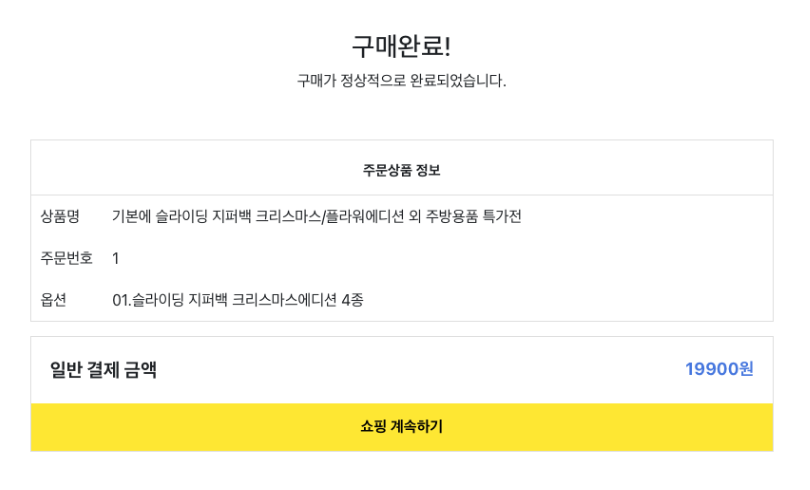 구매완료!
구매가 정상적으로 완료되었습니다.
주문상품 정보
상품명 기본에 슬라이딩 지퍼백 크리스마스/플라워에디션 외 주방용품 특가전
주문번호 1
옵션 01.슬라이딩 지퍼백 크리스마스에디션 4종
일반 결제 금액 19900원
쇼핑 계속하기